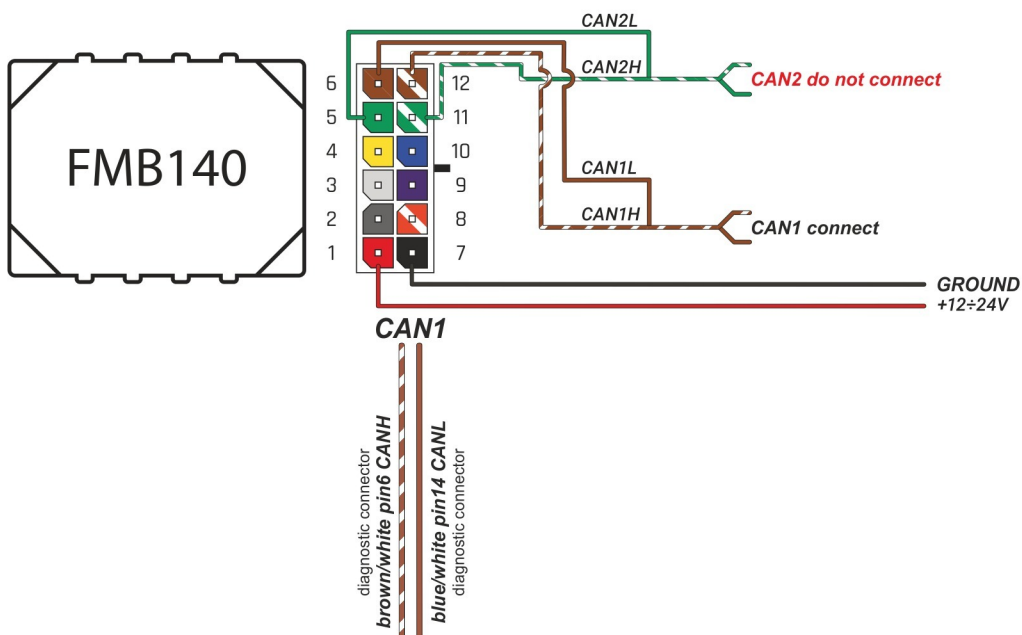 CAN2L
FMB140
6
12
CAN2H
CAN2 do not connect
5
11
4
10
3
9
CAN1L
2
8
CAN1H
CAN1 connect
1
7
GROUND
+12÷24V
CAN1
diagnostic connector
brown/white pin6 CANH
blue/white pin14 CANL
diagnostic connector